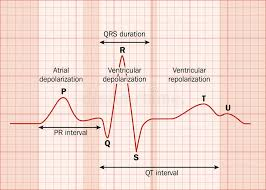 QRS duration
R
Atrial
depolarization
Ventricular
depolarization
Ventricular
repolarization
P
T
U
PR interval
Q
S
QT interval